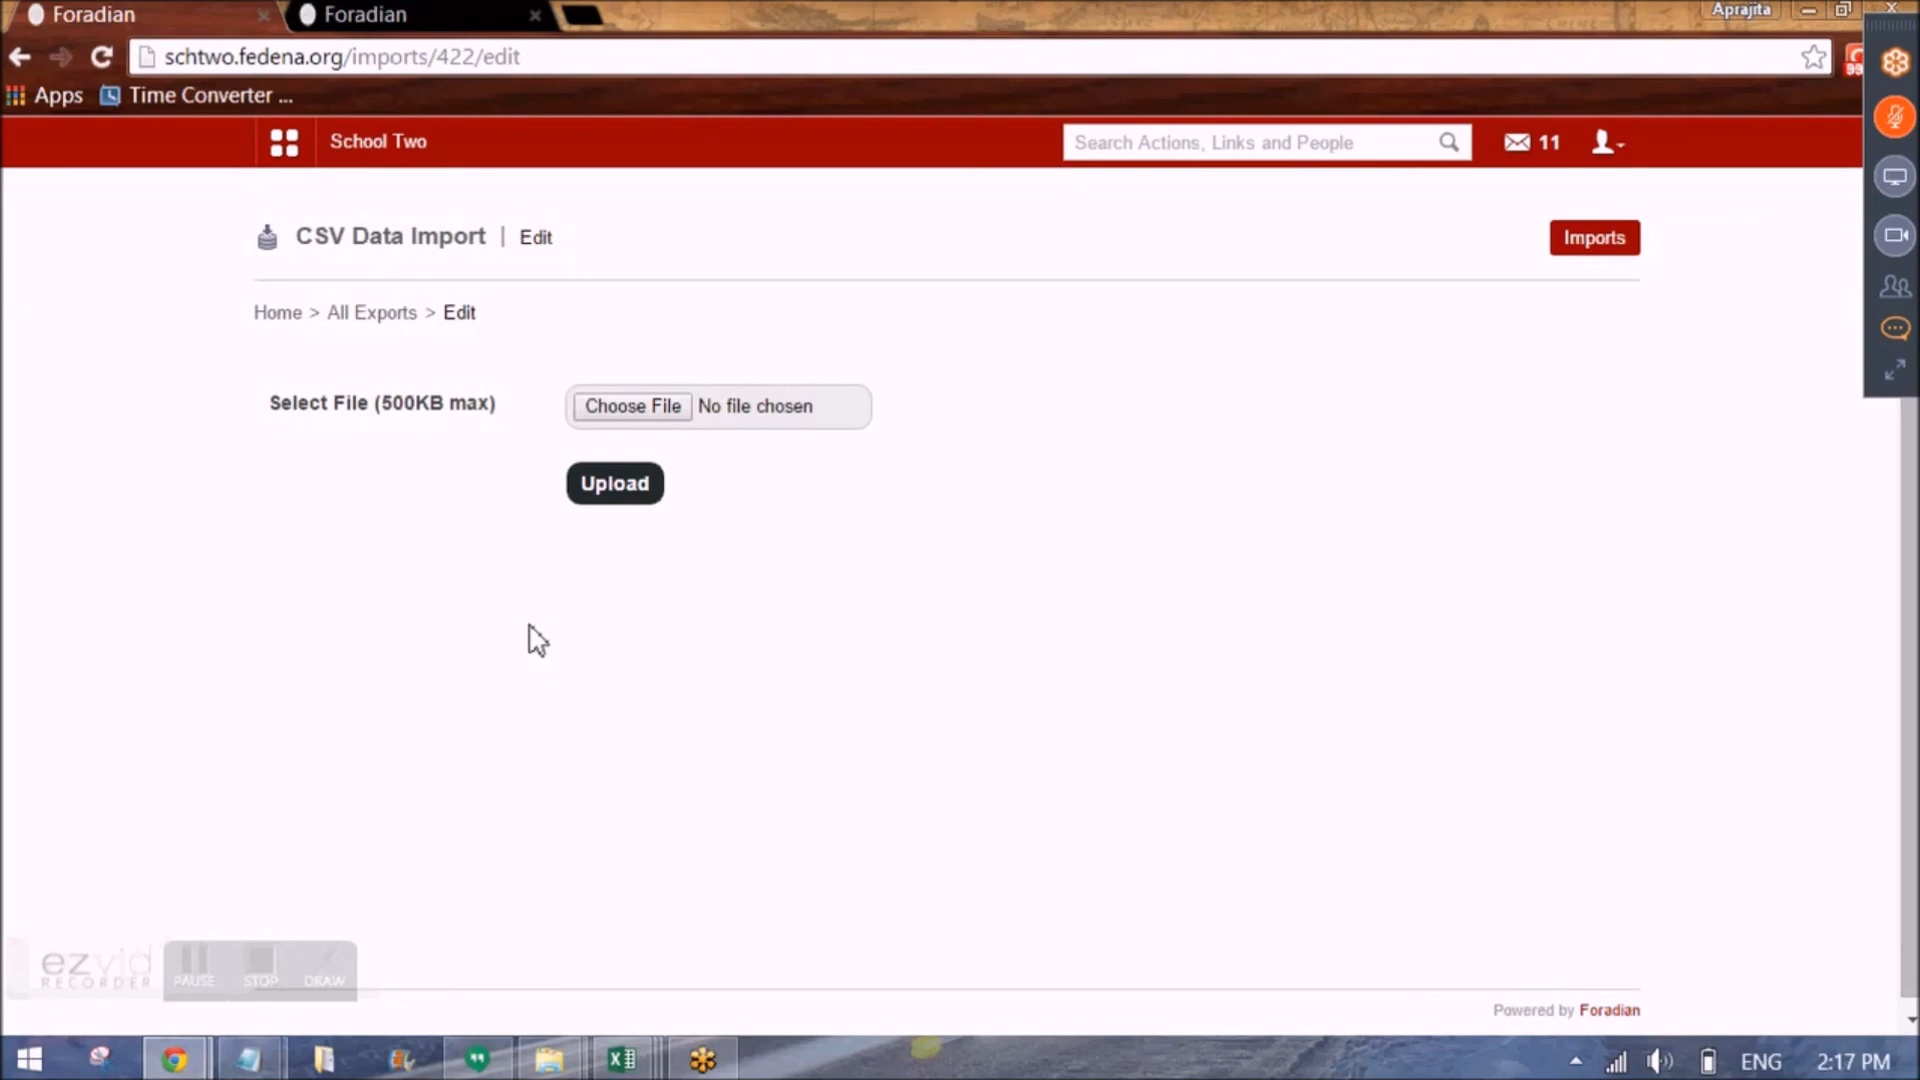 Foradian
Foradian
Aprajita
schtwo.fedena.org/imports/422/edit
99
Apps
Time Converter ...
School Two
Search Actions, Links and People
11
CSV Data Import | Edit
Imports
Home > All Exports > Edit
Select File (500KB max)
Choose File No file chosen
Upload
ezvid
RECORDER
PAUSE
STOP
DRAW
Powered by Foradian
ENG
2:17 PM